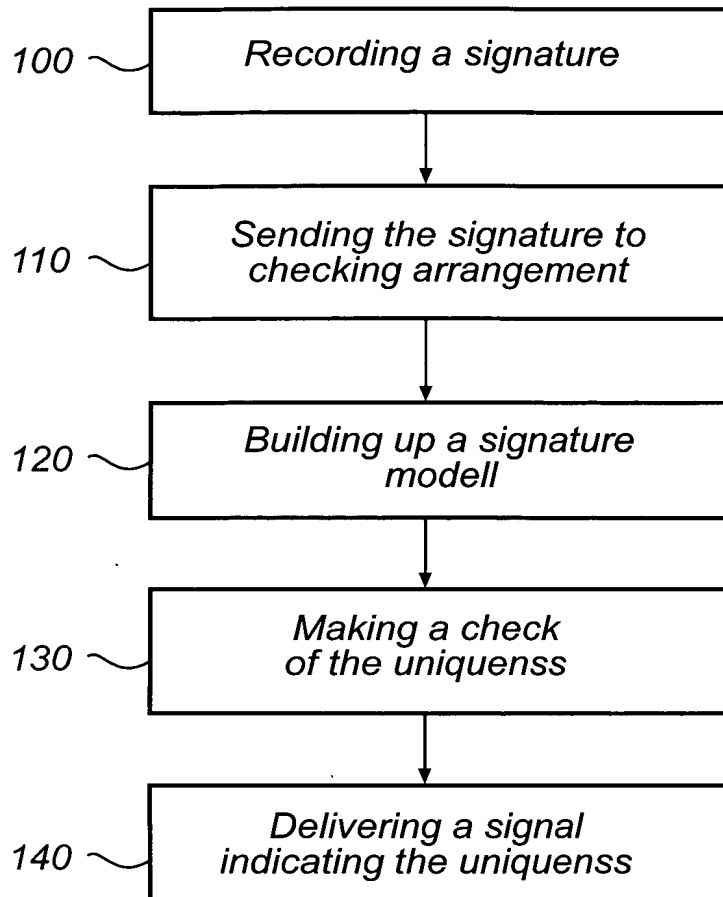 100
Recording a signature
110
Sending the signature to
checking arrangement
120
Building up a signature
modell
130
Making a check
of the uniquenss
140
Delivering a signal
indicating the uniquenss